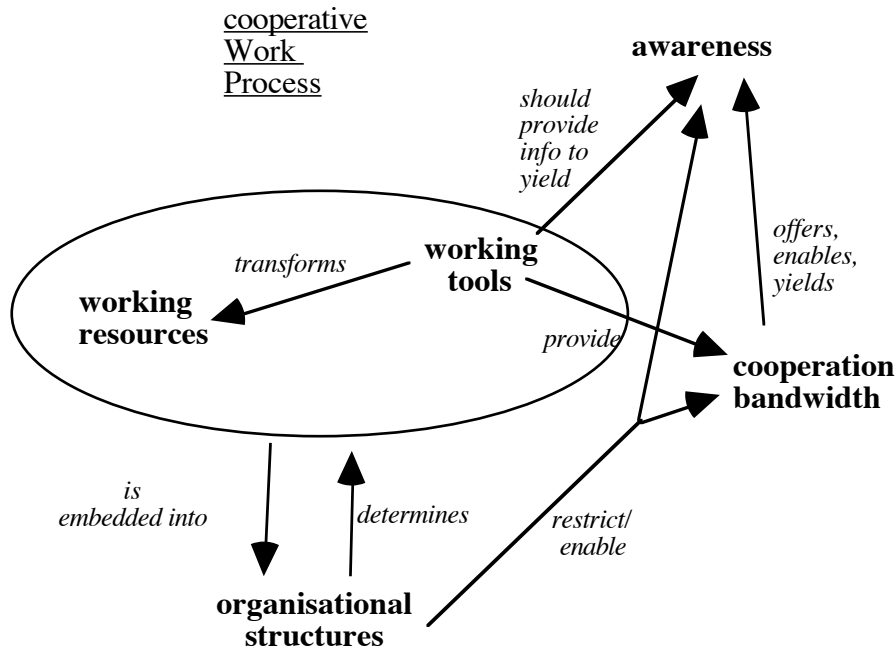 cooperative
Work
Process
awareness
should
provide
info to
yield
offers,
enables,
yields
working
tools
transforms
working
resources
provide
cooperation
bandwidth
is
embedded into
determines
restrict/
enable
organisational
structures